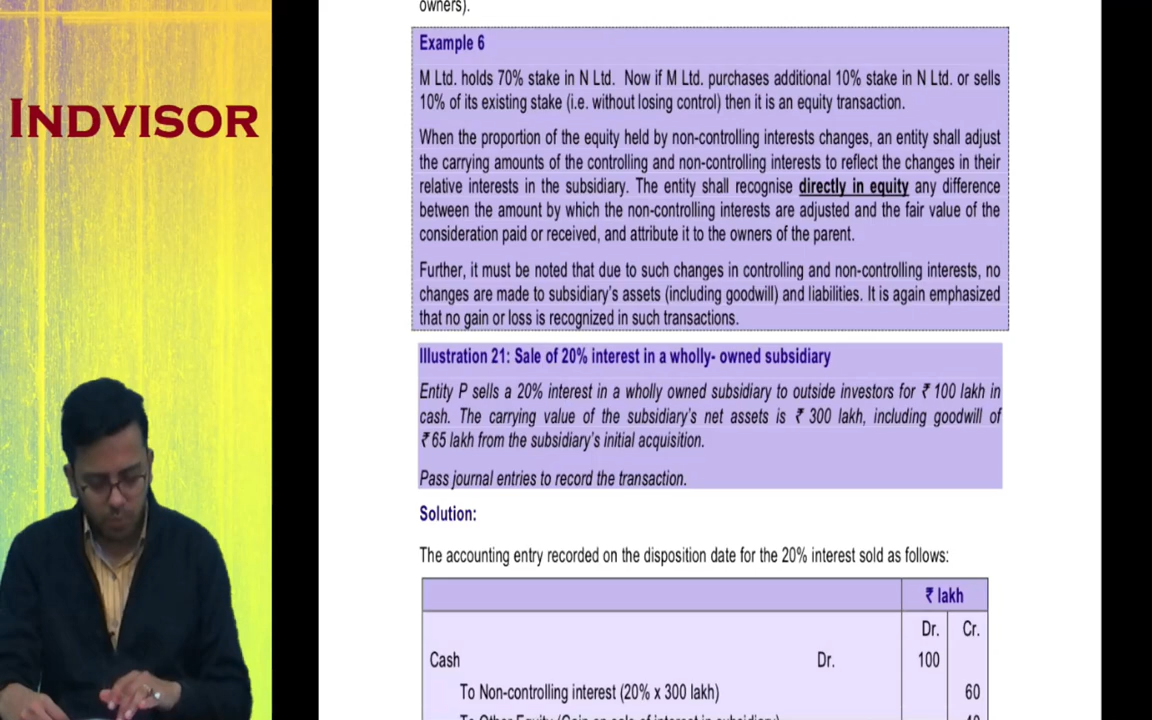 INDVISOR
owners).
Example 6
M Ltd. holds 70% stake in N Ltd. Now if M Ltd. purchases additional 10% stake in N Ltd. or sells
10% of its existing stake (i.e. without losing control) then it is an equity transaction.
When the proportion of the equity held by non-controlling interests changes, an entity shall adjust
the carrying amounts of the controlling and non-controlling interests to reflect the changes in their
relative interests in the subsidiary. The entity shall recognise directly in equity any difference
between the amount by which the non-controlling interests are adjusted and the fair value of the
consideration paid or received, and attribute it to the owners of the parent.
Further, it must be noted that due to such changes in controlling and non-controlling interests, no
changes are made to subsidiary's assets (including goodwill) and liabilities. It is again emphasized
that no gain or loss is recognized in such transactions.
Illustration 21: Sale of 20% interest in a wholly- owned subsidiary
Entity P sells a 20% interest in a wholly owned subsidiary to outside investors for ₹ 100 lakh in
cash. The carrying value of the subsidiary's net assets is ₹ 300 lakh, including goodwill of
₹ 65 lakh from the subsidiary's initial acquisition.
Pass journal entries to record the transaction.
Solution:
The accounting entry recorded on the disposition date for the 20% interest sold as follows:
₹ lakh
Dr. Cr.
Cash Dr. 100
To Non-controlling interest (20% x 300 lakh) 60
To Other Equity (Gain on sale of interest in subsidiary) 40